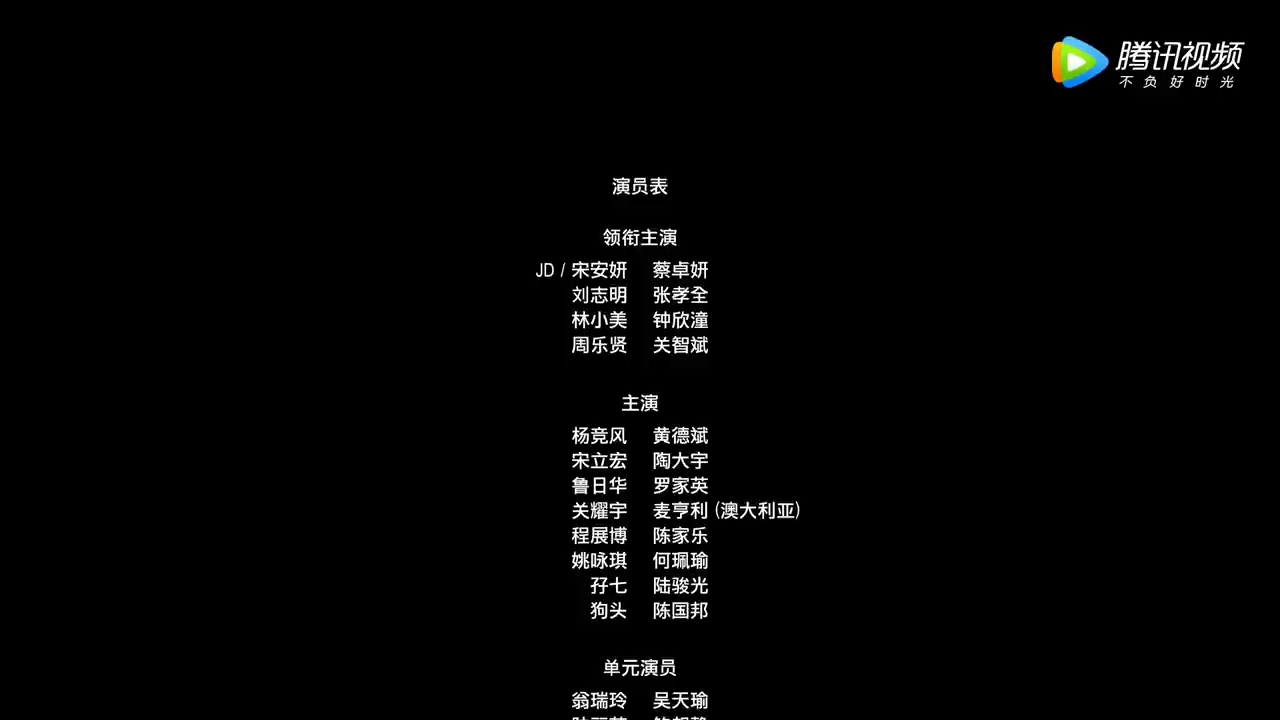 腾讯视频
不负好时光
演员表
领衔主演
JD / 宋安妍 蔡卓妍
刘志明 张孝全
林小美 钟欣潼
周乐贤 关智斌
主演
杨竞风 黄德斌
宋立宏 陶大宇
鲁日华 罗家英
关耀宇 麦亨利 (澳大利亚)
程展博 陈家乐
姚咏琪 何珮瑜
孖七 陆骏光
狗头 陈国邦
单元演员
翁瑞玲 吴天瑜